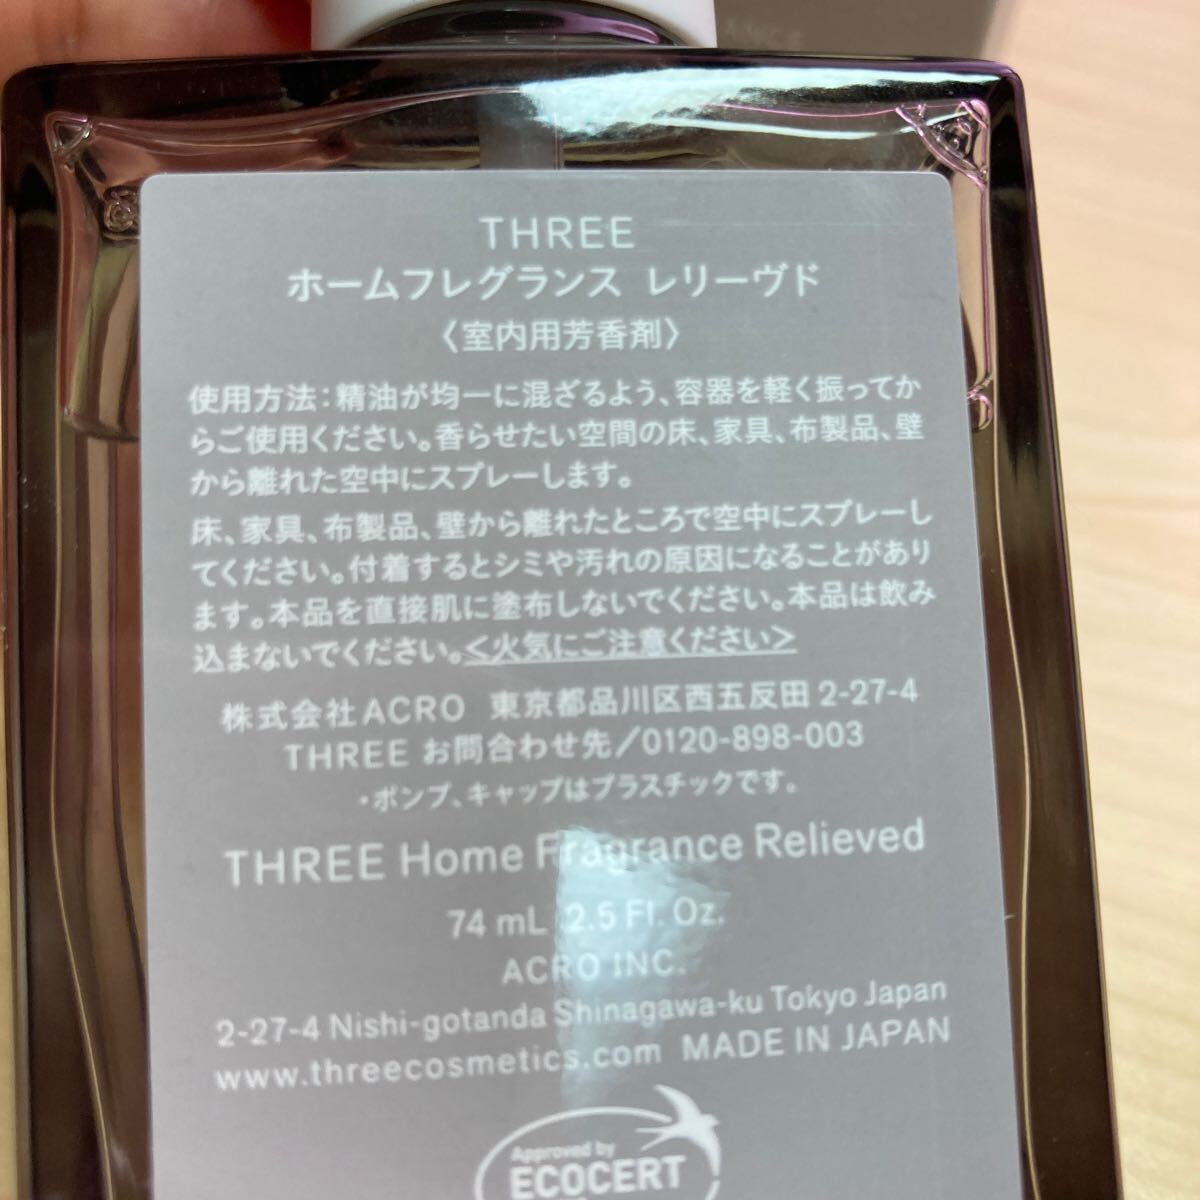 THREE
ホームフレグランス レリーヴド
〈室内用芳香剤〉
使用方法：精油が均一に混ざるよう、容器を軽く振ってか
らご使用ください。香らせたい空間の床、家具、布製品、壁
から離れた空中にスプレーします。
床、家具、布製品、壁から離れたところで空中にスプレーし
てください。付着するとシミや汚れの原因になることがあり
ます。本品を直接肌に塗布しないでください。本品は飲み
込まないでください。<火気にご注意ください>
株式会社ACRO 東京都品川区西五反田 2-27-4
THREE お問合わせ先/0120-898-003
・ポンプ、キャップはプラスチックです。
THREE Home Fragrance Relieved
74 mL 2.5 Fl. Oz.
ACRO INC.
2-27-4 Nishi-gotanda Shinagawa-ku Tokyo Japan
www.threecosmetics.com MADE IN JAPAN
Approved by
ECOCERT